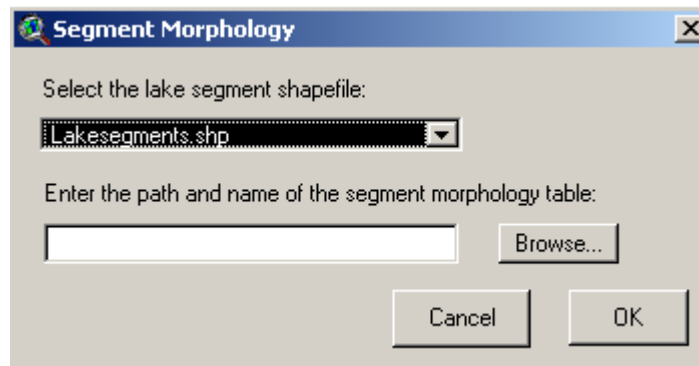 Segment Morphology
Select the lake segment shapefile:
Lakesegments.shp
Enter the path and name of the segment morphology table:
Browse...
Cancel OK